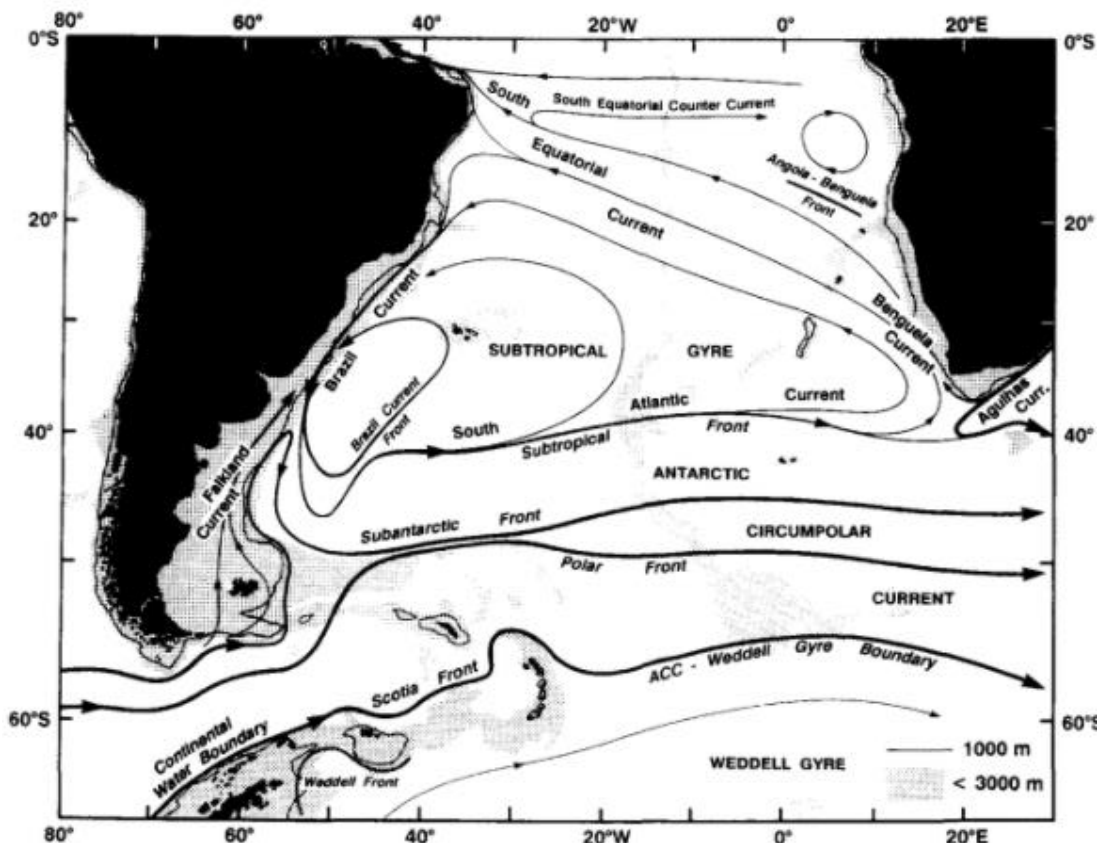 80° 60° 40° 20°W 0° 20°E
0°S 0°S
South
South Equatorial Counter Current
Equatorial
Angola - Benguela
Front
20° 20°
Current
Current
Benguela
Current
SUBTROPICAL GYRE
Brazil
Agulhas
Curr.
Brazil Current
Front
South Atlantic Current
40° 40°
Subtropical Front
Falkland
Current
ANTARCTIC
Subantarctic Front
CIRCUMPOLAR
Polar Front
CURRENT
ACC - Weddell Gyre Boundary
Scotia Front
60°S 60°S
Continental
Water Boundary
1000 m
WEDDELL GYRE
Weddell Front
< 3000 m
80° 60° 40° 20°W 0° 20°E